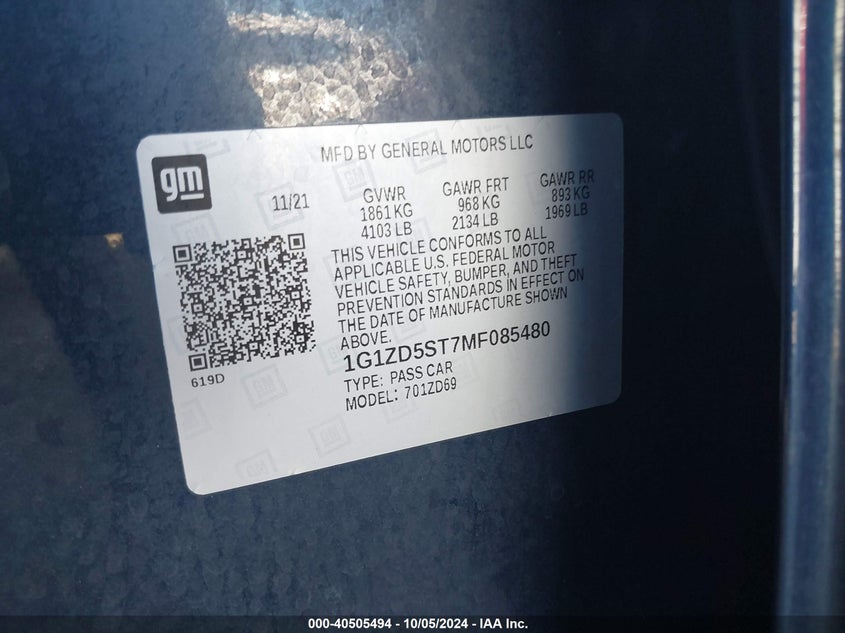 MFD BY GENERAL MOTORS LLC
gm
11/21
GVWR
1861 KG
4103 LB
GAWR FRT
968 KG
2134 LB
GAWR RR
893 KG
1969 LB
THIS VEHICLE CONFORMS TO ALL
APPLICABLE U.S. FEDERAL MOTOR
VEHICLE SAFETY, BUMPER, AND THEFT
PREVENTION STANDARDS IN EFFECT ON
THE DATE OF MANUFACTURE SHOWN
ABOVE.
1G1ZD5ST7MF085480
TYPE: PASS CAR
MODEL: 701ZD69
619D
000-40505494 - 10/05/2024 - IAA Inc.